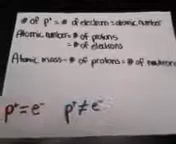 # of p⁺ = # of electrons = atomic number
Atomic number = # of protons
= # of electrons
Atomic mass - # of protons = # of neutrons
p⁺ = e⁻ p⁺ ≠ e⁻